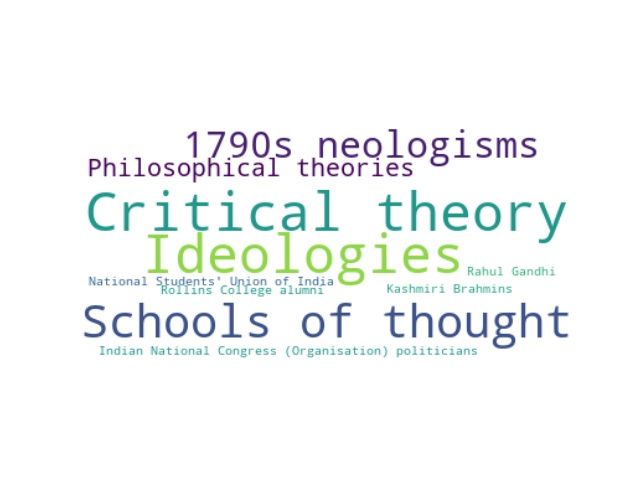 1790s neologisms
Philosophical theories
Critical theory
Ideologies
Rahul Gandhi
National Students' Union of India
Rollins College alumni
Kashmiri Brahmins
Schools of thought
Indian National Congress (Organisation) politicians